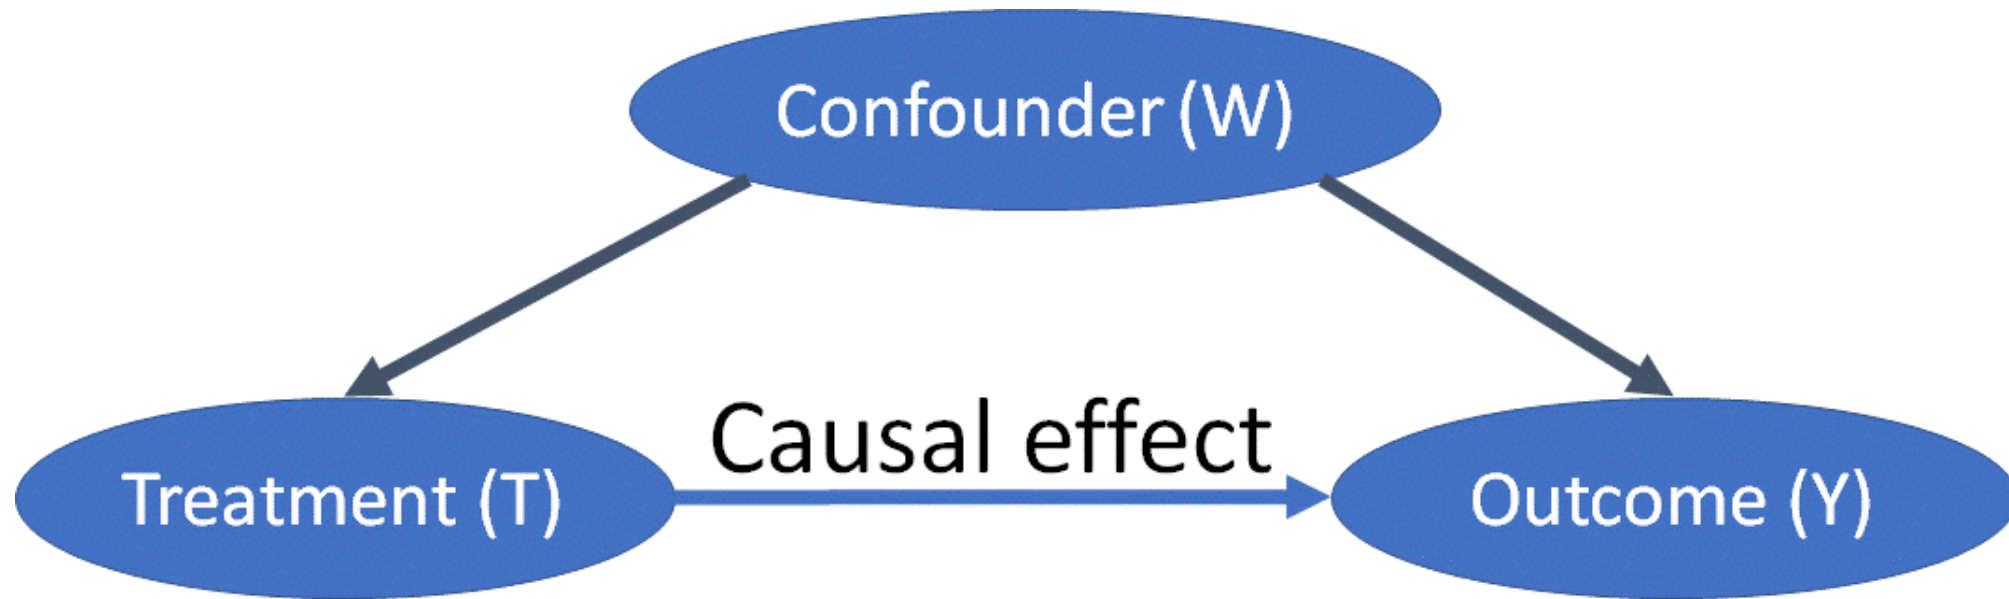 Confounder (W)
Causal effect
Treatment (T)
Outcome (Y)